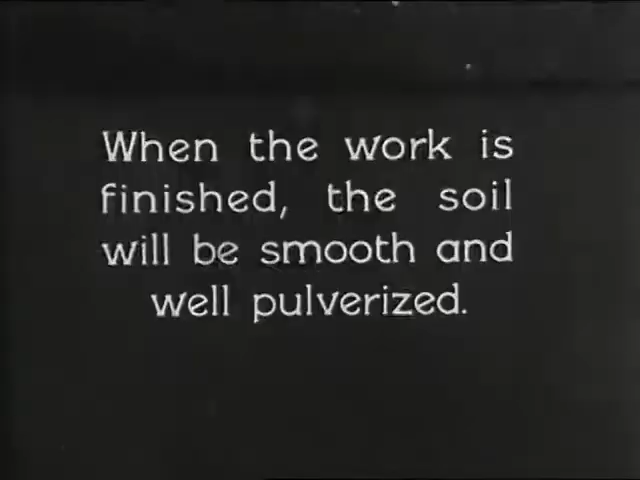 When the work is
finished, the soil
will be smooth and
well pulverized.